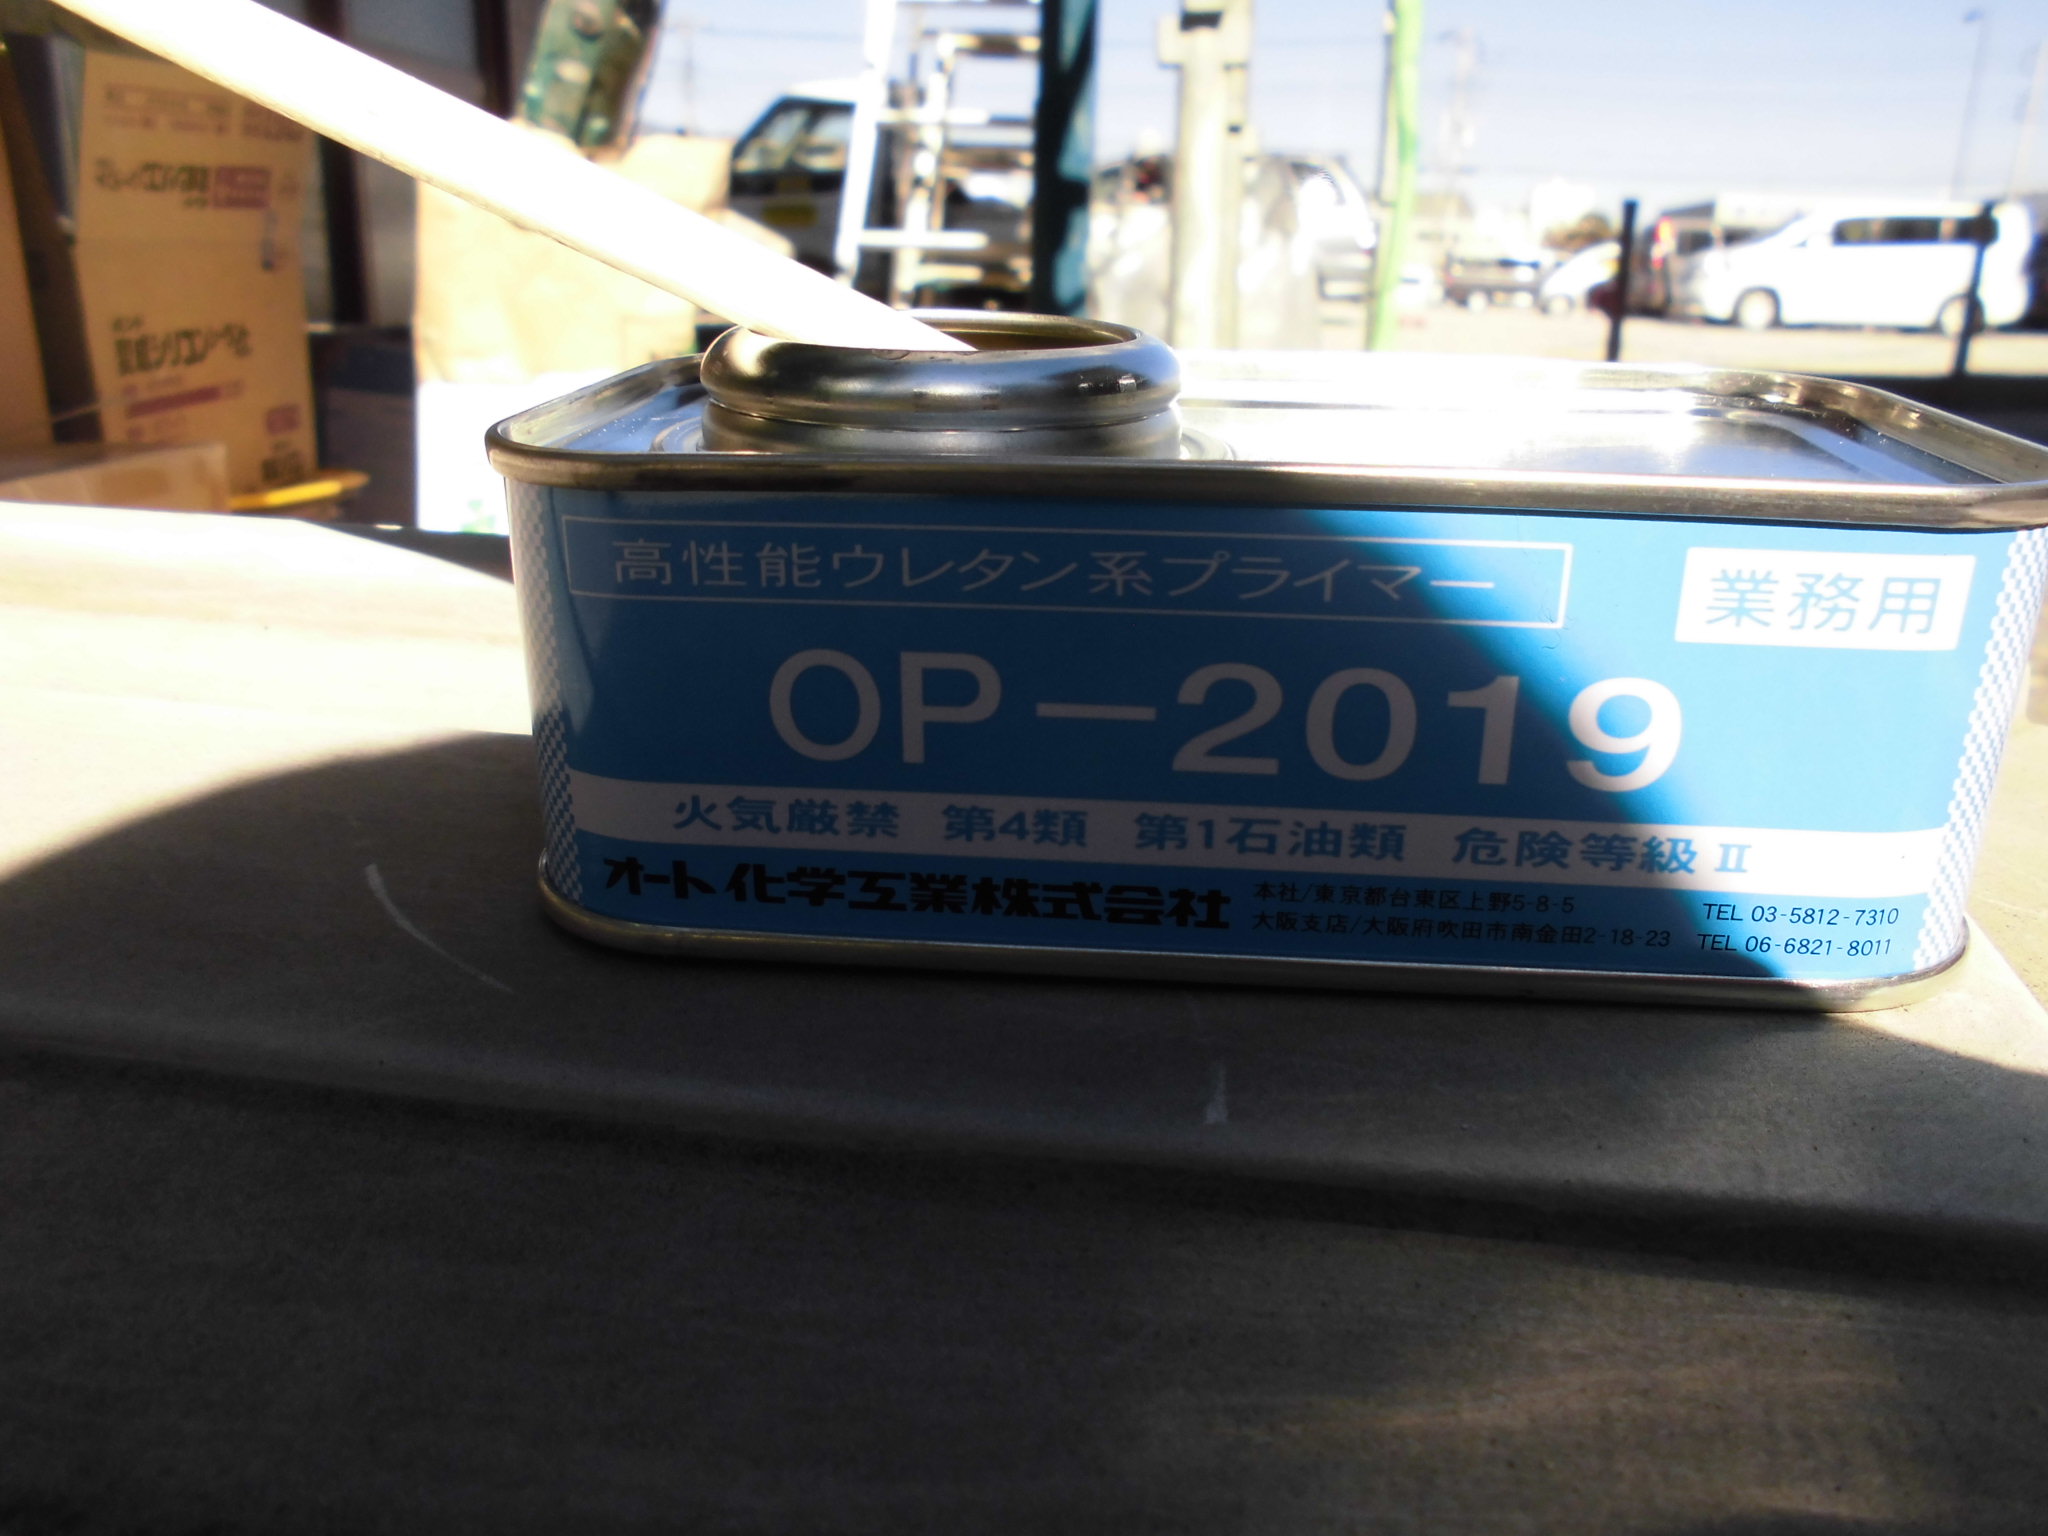 高性能ウレタン系プライマー
業務用
OP-2019
火気厳禁 第4類 第1石油類 危険等級Ⅱ
オート化学工業株式会社
本社/東京都台東区上野5-8-5 TEL 03-5812-7310
大阪支店/大阪府吹田市南金田2-18-23 TEL 06-6821-8011